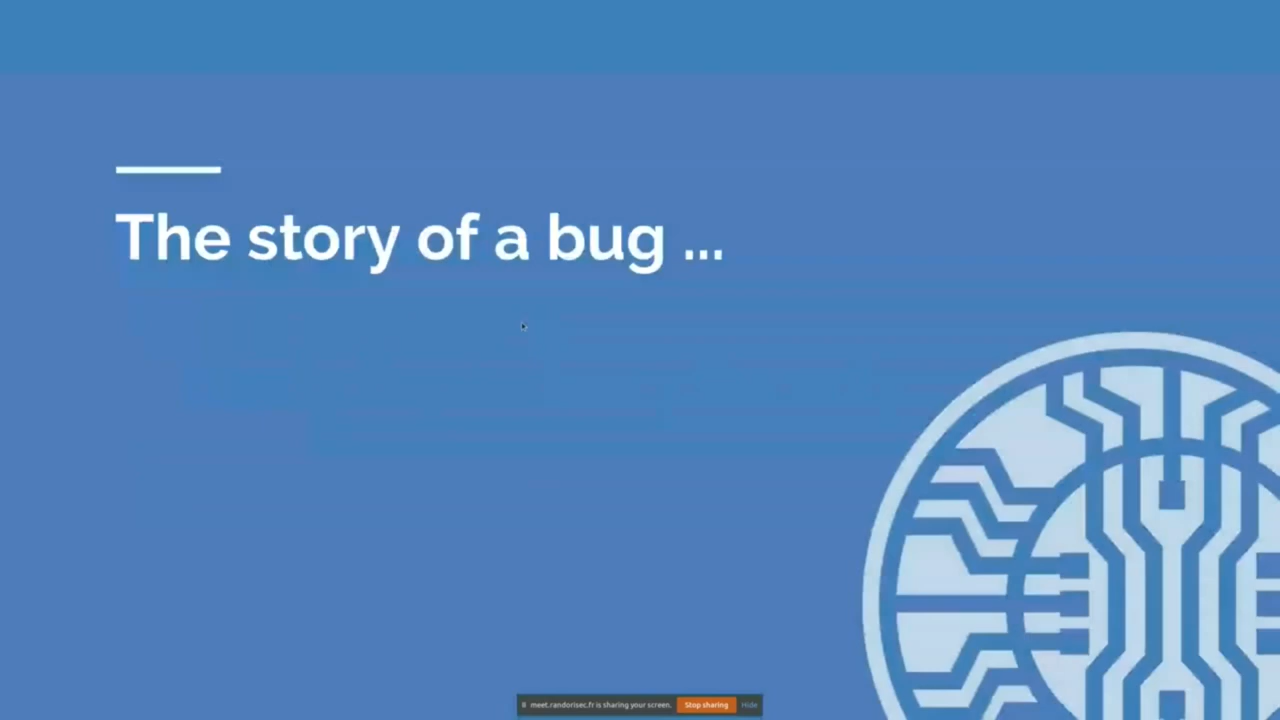 The story of a bug ...
meet.randorisec.fr is sharing your screen. Stop sharing Hide